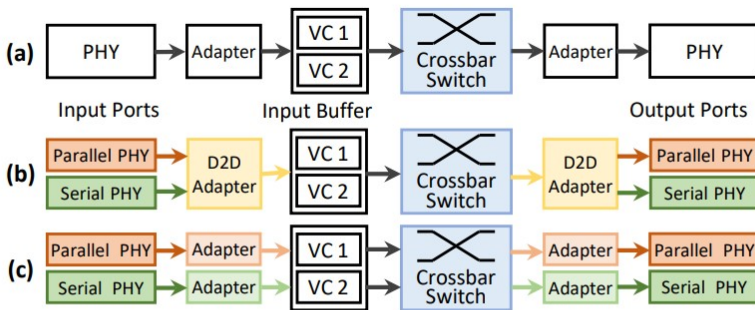 (a)
PHY
Adapter
VC 1
VC 2
Crossbar
Switch
Adapter
PHY
Input Ports
Input Buffer
Output Ports
(b)
Parallel PHY
Serial PHY
D2D
Adapter
VC 1
VC 2
Crossbar
Switch
D2D
Adapter
Parallel PHY
Serial PHY
(c)
Parallel PHY
Serial PHY
Adapter
Adapter
VC 1
VC 2
Crossbar
Switch
Adapter
Adapter
Parallel PHY
Serial PHY